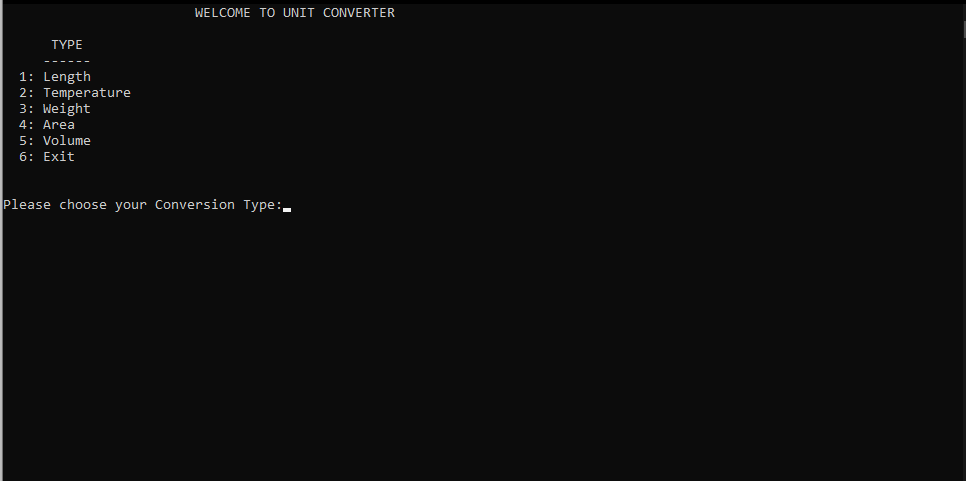 WELCOME TO UNIT CONVERTER
TYPE
------
1: Length
2: Temperature
3: Weight
4: Area
5: Volume
6: Exit
Please choose your Conversion Type: